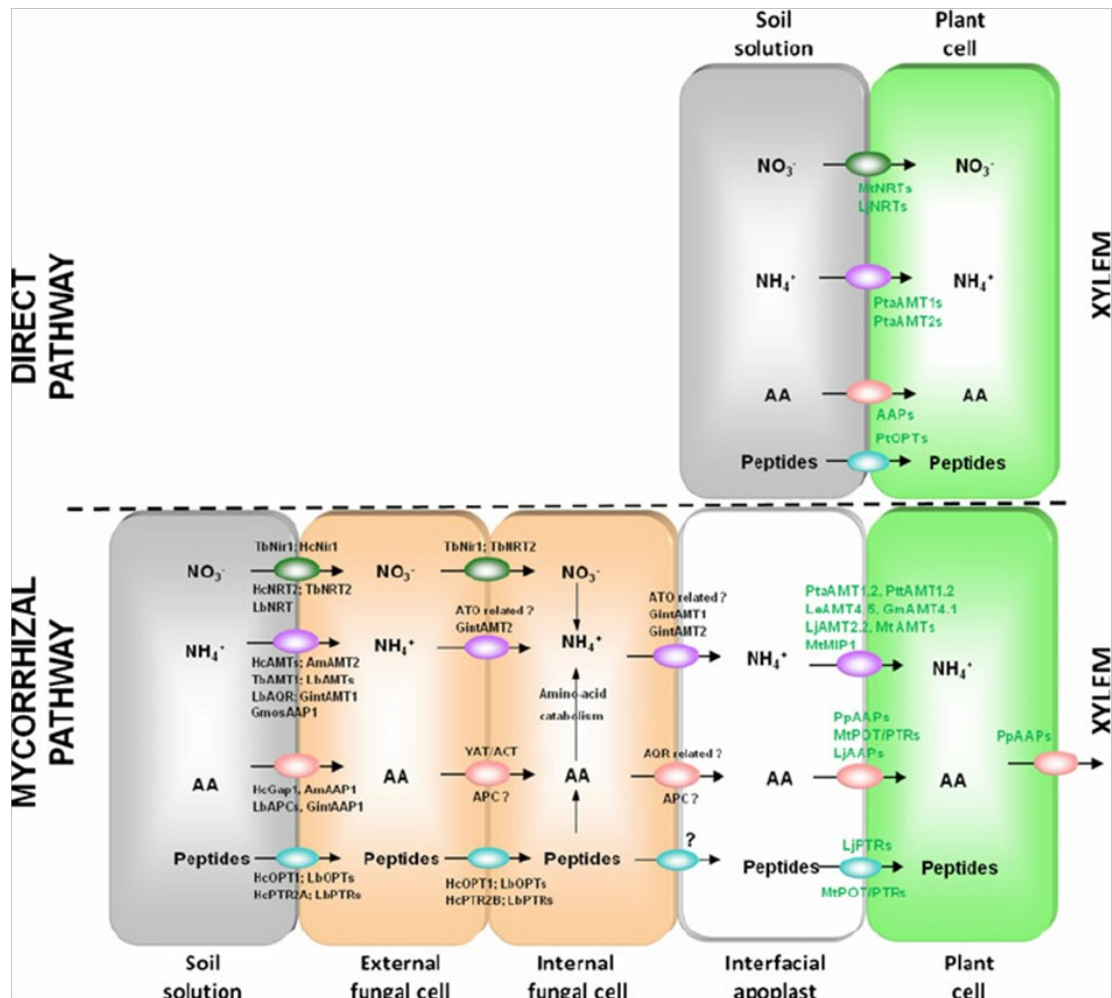 Soil
solution
Plant
cell
DIRECT
PATHWAY
XYLEM
NO₃⁻
NO₃⁻
MtNRTs
LjNRTs
NH₄⁺
NH₄⁺
PtaAMT1s
PtaAMT2s
AA
AA
AAPs
PtOPTs
Peptides
Peptides
MYCORRHIZAL
PATHWAY
XYLEM
TbNir1; HcNir1
NO₃⁻
HcNRT2; TbNRT2
LbNRT
NH₄⁺
HcAMTs; AmAMT2
TbAMT1; LbAMTs
LbAQR; GintAMT1
GmosAAP1
AA
HcGap1, AmAAP1
LbAPCs, GintAAP1
Peptides
HcOPT1; LbOPTs
HcPTR2A; LbPTRs
TbNir1; TbNRT2
NO₃⁻
ATO related ?
GintAMT2
NH₄⁺
YAT/ACT
AA
APC ?
Peptides
HcOPT1; LbOPTs
HcPTR2B; LbPTRs
NO₃⁻
NH₄⁺
Amino-acid
catabolism
AA
Peptides
ATO related ?
GintAMT1
GintAMT2
NH₄⁺
AQR related ?
AA
APC ?
?
Peptides
PtaAMT1.2, PttAMT1.2
LeAMT4, 5, GmAMT4.1
LjAMT2.2, MtAMTs
MtMIP1
NH₄⁺
PpAAPs
MtPOT/PTRs
LjAAPs
AA
PpAAPs
LjPTRs
Peptides
MtPOT/PTRs
Soil
solution
External
fungal cell
Internal
fungal cell
Interfacial
apoplast
Plant
cell